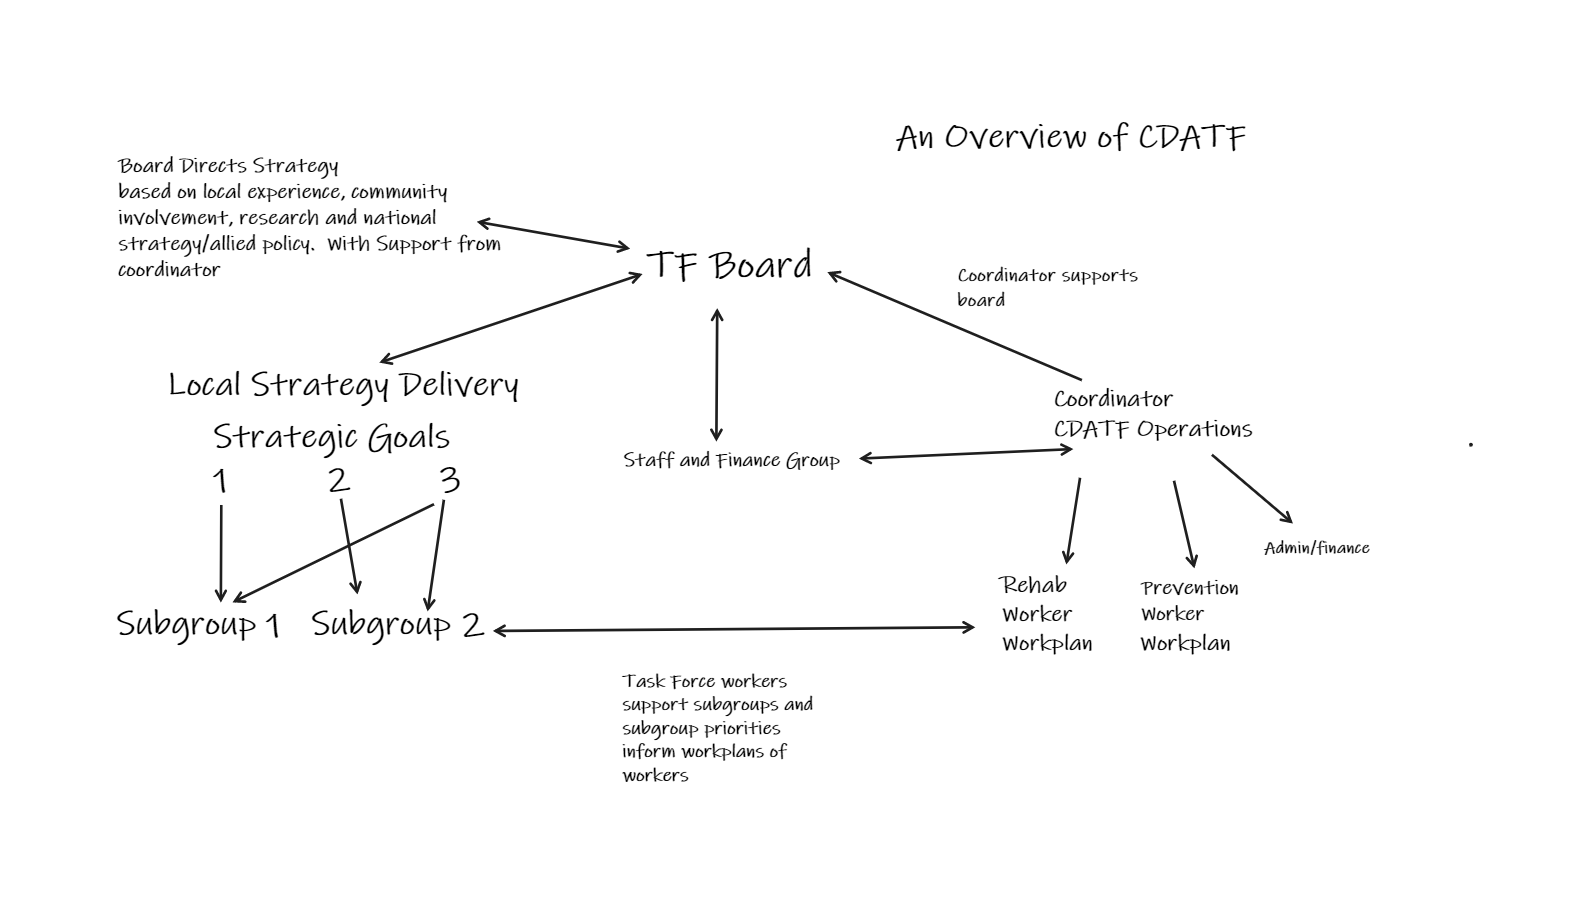 An Overview of CDATF
Board Directs Strategy
based on local experience, community
involvement, research and national
strategy/allied policy.  With Support from
coordinator
TF Board
Coordinator supports
board
Local Strategy Delivery
Strategic Goals
1 2 3
Coordinator
CDATF Operations
Staff and Finance Group
Admin/finance
Subgroup 1 Subgroup 2
Rehab
Worker
Workplan
Prevention
Worker
Workplan
Task Force workers
support subgroups and
subgroup priorities
inform workplans of
workers